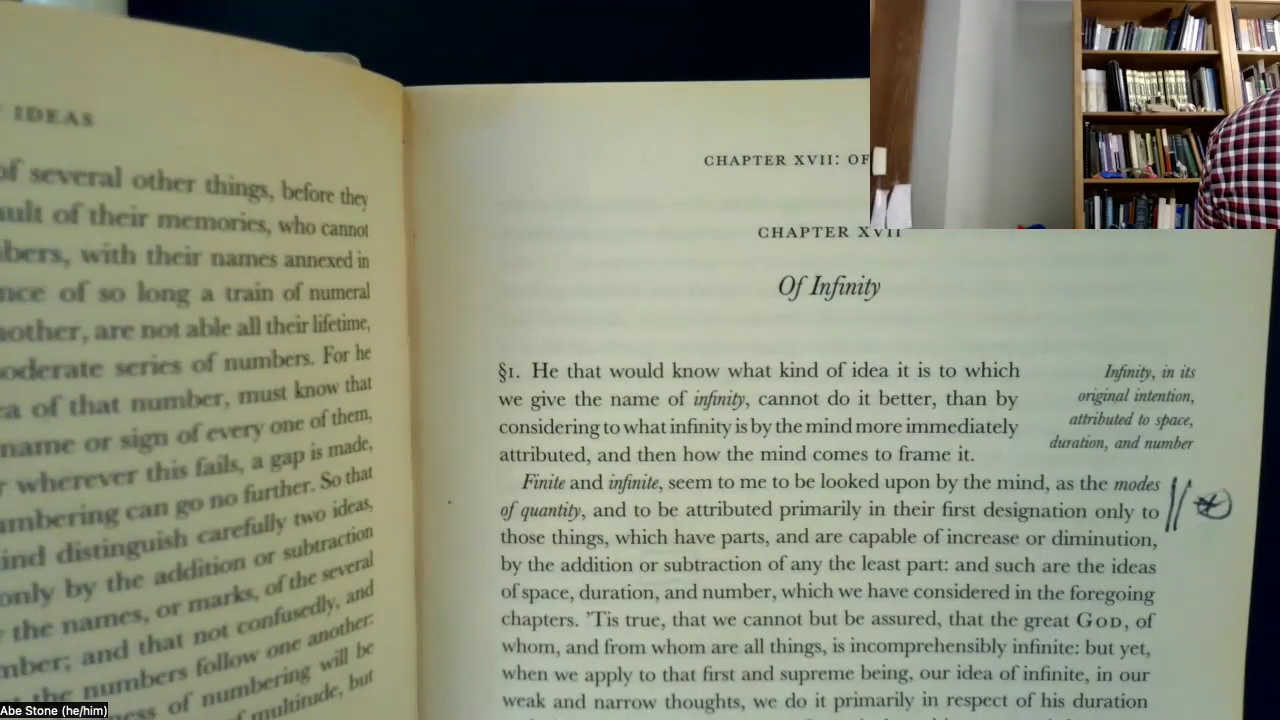 IDEAS
of several other things, before they
ault of their memories, who cannot
bers, with their names annexed in
nce of so long a train of numeral
nother, are not able all their lifetime,
oderate series of numbers. For he
ea of that number, must know that
name or sign of every one of them,
r wherever this fails, a gap is made,
umbering can go no further. So that
ind distinguish carefully two ideas,
only by the addition or subtraction
the names, or marks, of the several
mber; and that not confusedly, and
t the numbers follow one another:
ness of numbering will be
of multitude, but
CHAPTER XVII: OF
CHAPTER XVII
Of Infinity
§1. He that would know what kind of idea it is to which
we give the name of infinity, cannot do it better, than by
considering to what infinity is by the mind more immediately
attributed, and then how the mind comes to frame it.
Infinity, in its
original intention,
attributed to space,
duration, and number
Finite and infinite, seem to me to be looked upon by the mind, as the modes
of quantity, and to be attributed primarily in their first designation only to
those things, which have parts, and are capable of increase or diminution,
by the addition or subtraction of any the least part: and such are the ideas
of space, duration, and number, which we have considered in the foregoing
chapters. 'Tis true, that we cannot but be assured, that the great GOD, of
whom, and from whom are all things, is incomprehensibly infinite: but yet,
when we apply to that first and supreme being, our idea of infinite, in our
weak and narrow thoughts, we do it primarily in respect of his duration
Abe Stone (he/him)